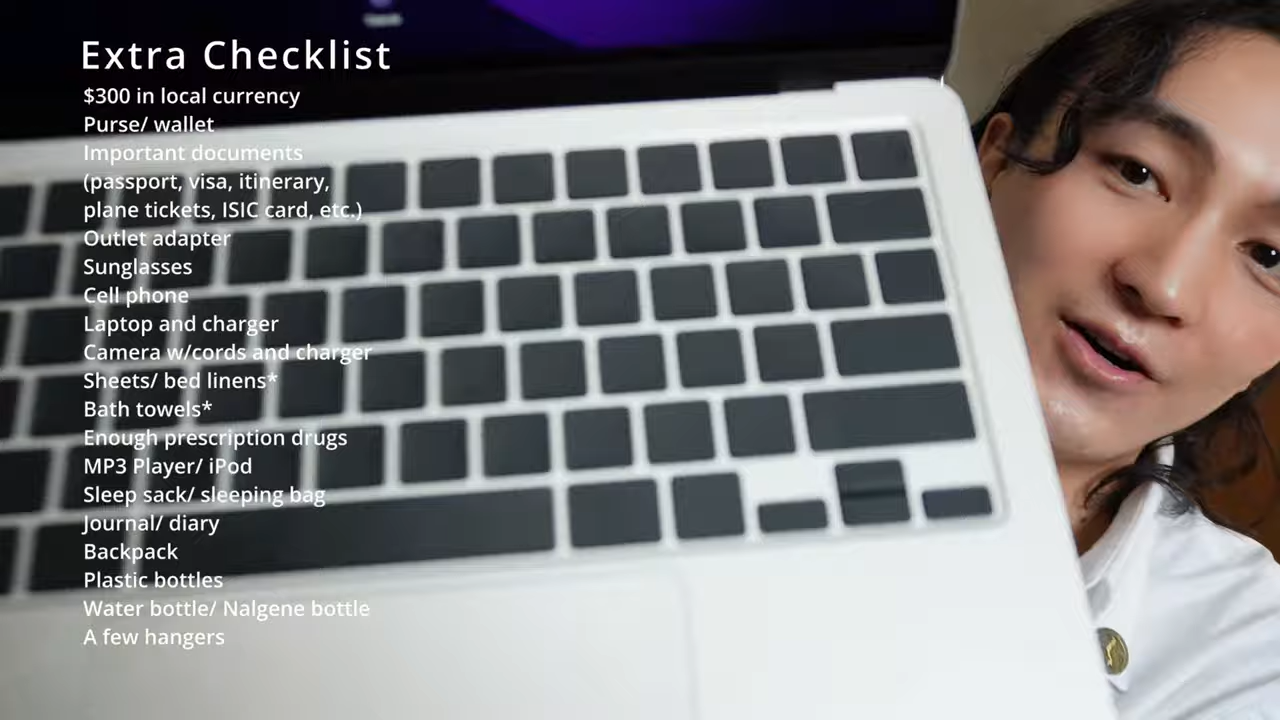 Extra Checklist
$300 in local currency
Purse/ wallet
Important documents
(passport, visa, itinerary,
plane tickets, ISIC card, etc.)
Outlet adapter
Sunglasses
Cell phone
Laptop and charger
Camera w/cords and charger
Sheets/ bed linens*
Bath towels*
Enough prescription drugs
MP3 Player/ iPod
Sleep sack/ sleeping bag
Journal/ diary
Backpack
Plastic bottles
Water bottle/ Nalgene bottle
A few hangers